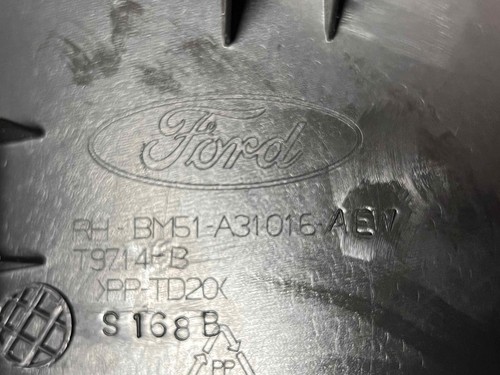 Ford
RH - BM51-A31016-AEW
T9714-B
>PP-TD20<
S168B
PP